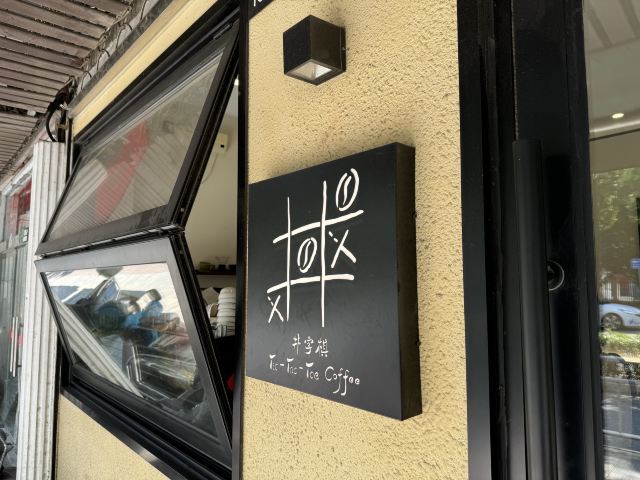 井字棋
Tic-Tac-Toe Coffee